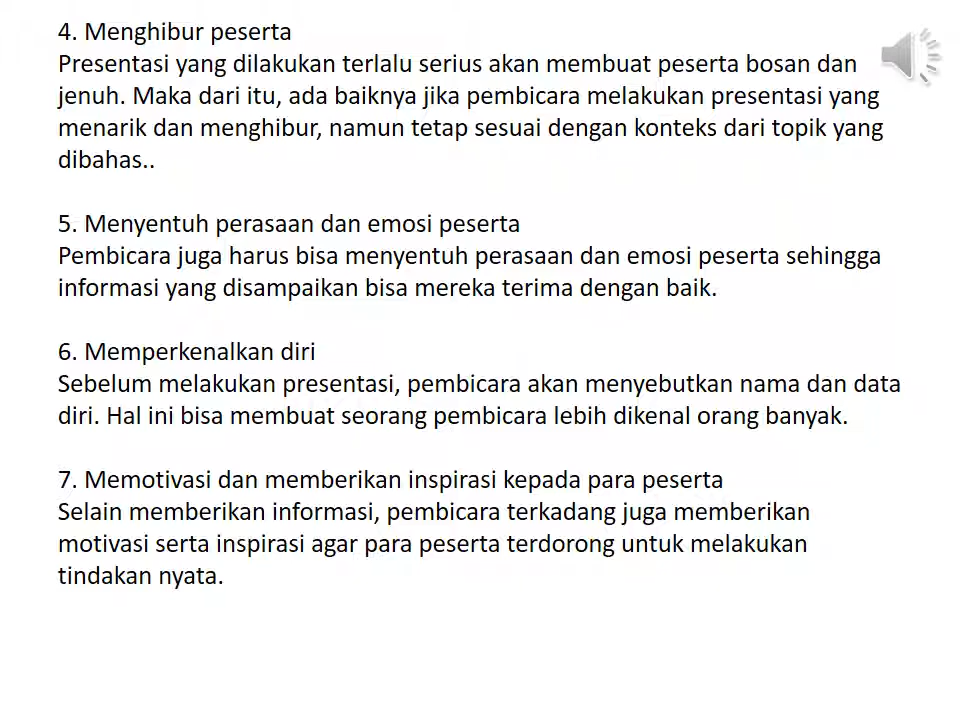 4. Menghibur peserta
Presentasi yang dilakukan terlalu serius akan membuat peserta bosan dan
jenuh. Maka dari itu, ada baiknya jika pembicara melakukan presentasi yang
menarik dan menghibur, namun tetap sesuai dengan konteks dari topik yang
dibahas..
5. Menyentuh perasaan dan emosi peserta
Pembicara juga harus bisa menyentuh perasaan dan emosi peserta sehingga
informasi yang disampaikan bisa mereka terima dengan baik.
6. Memperkenalkan diri
Sebelum melakukan presentasi, pembicara akan menyebutkan nama dan data
diri. Hal ini bisa membuat seorang pembicara lebih dikenal orang banyak.
7. Memotivasi dan memberikan inspirasi kepada para peserta
Selain memberikan informasi, pembicara terkadang juga memberikan
motivasi serta inspirasi agar para peserta terdorong untuk melakukan
tindakan nyata.